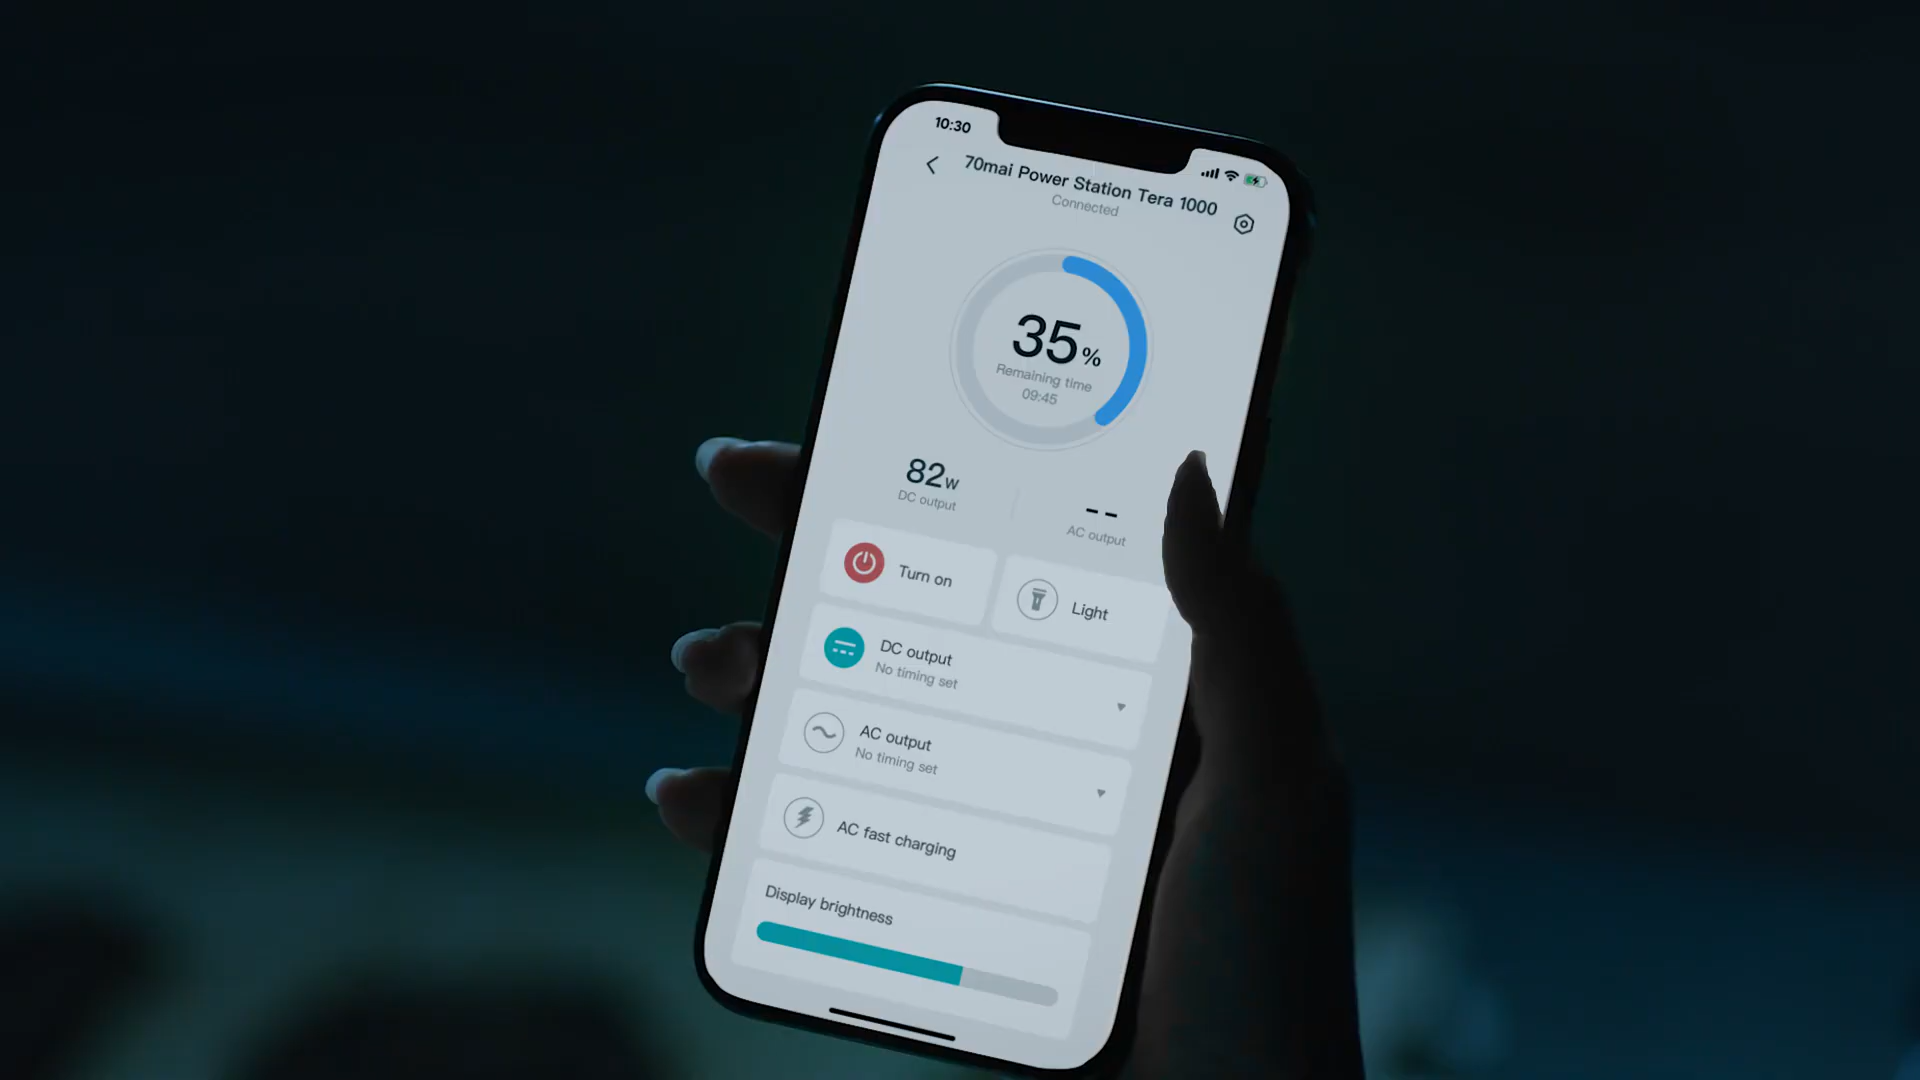 10:30
70mai Power Station Tera 1000
Connected
35%
Remaining time
09:45
82w
DC output
--
AC output
Turn on
Light
DC output
No timing set
AC output
No timing set
AC fast charging
Display brightness